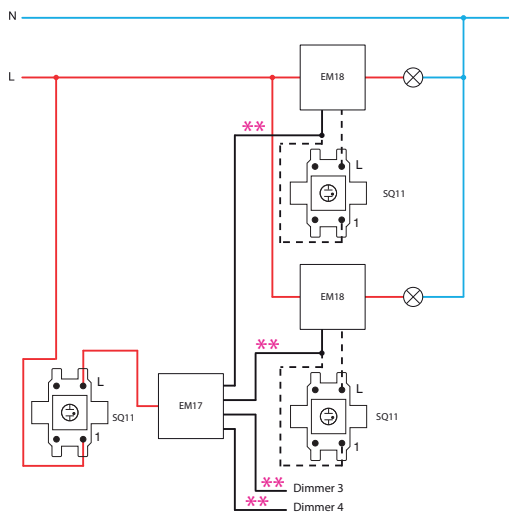 N
L
EM18
**
L
SQ11
1
EM18
**
L
SQ11
1
L
SQ11
1
EM17
** Dimmer 3
** Dimmer 4